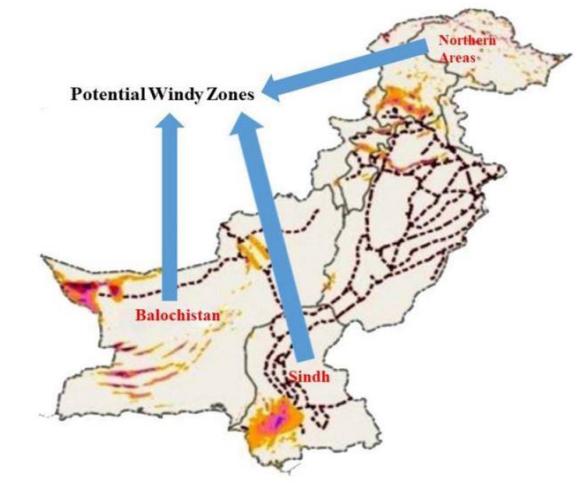 Northern
Areas
Potential Windy Zones
Balochistan
Sindh